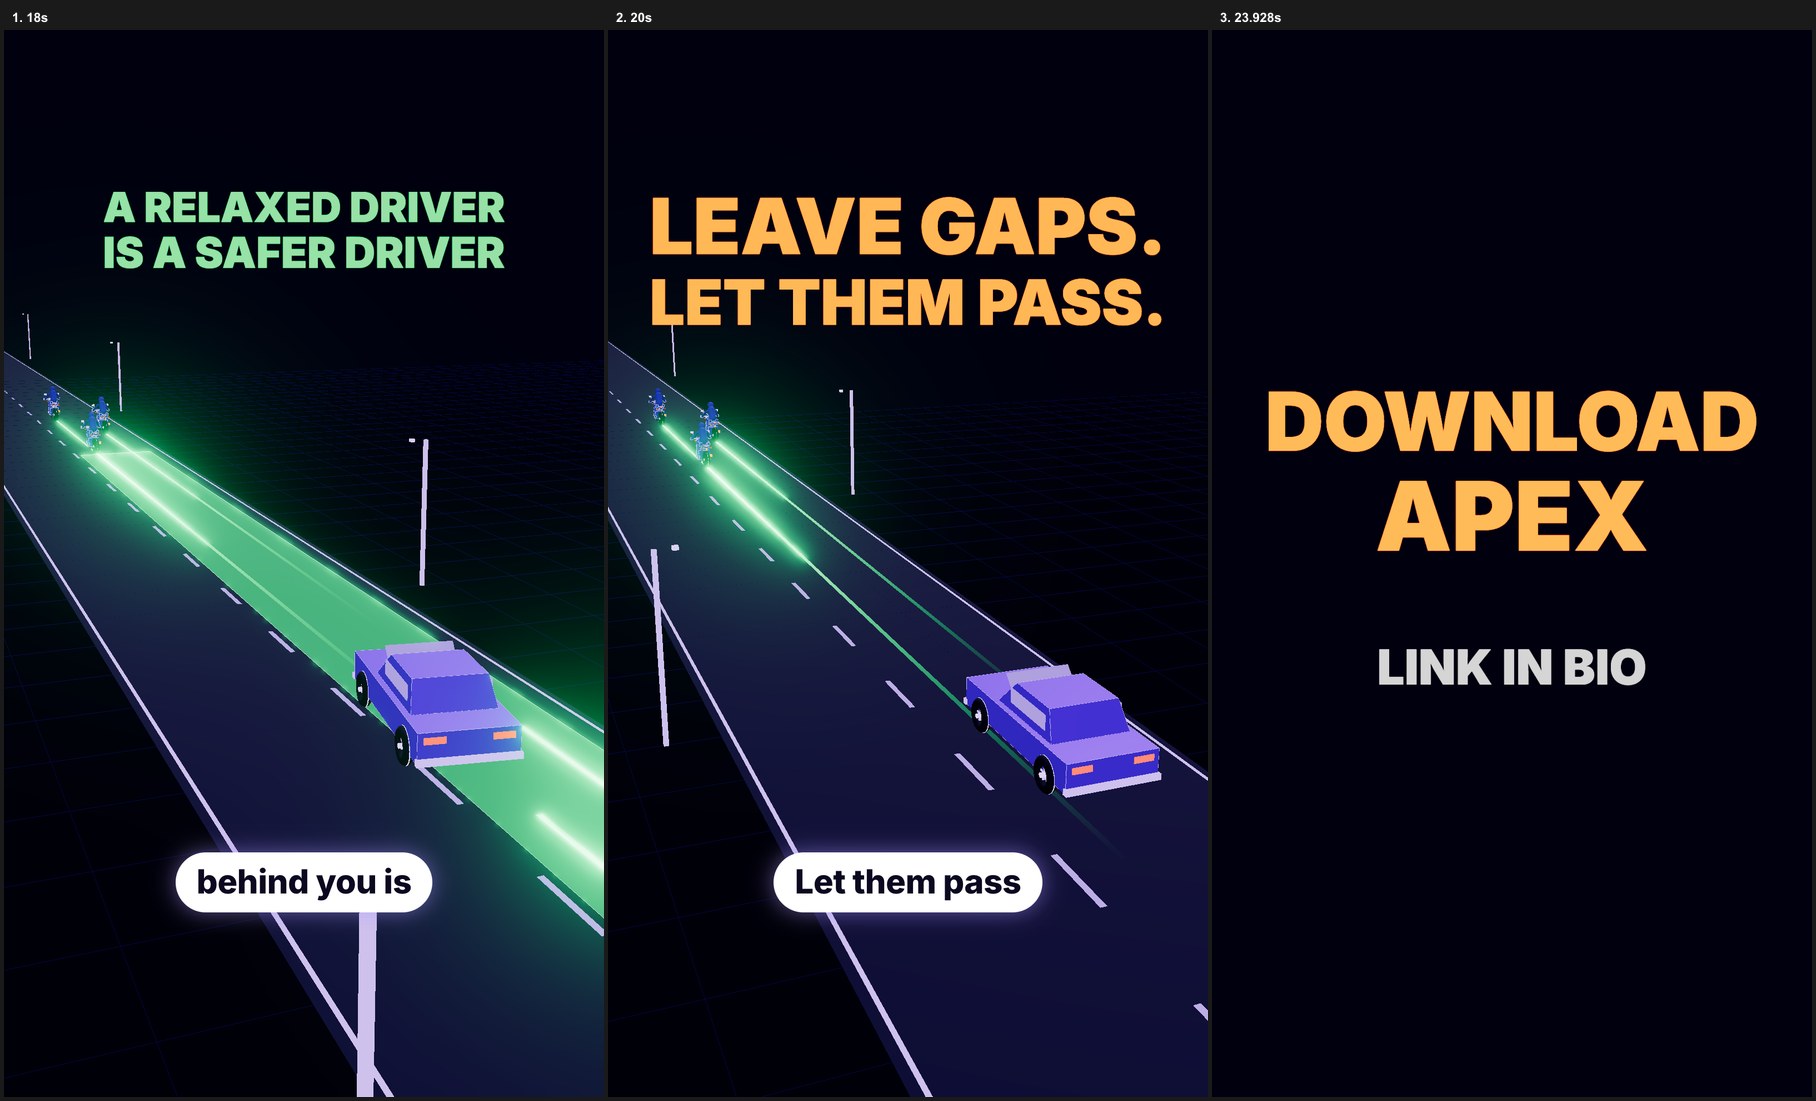 1. 18s
A RELAXED DRIVER
IS A SAFER DRIVER
behind you is
2. 20s
LEAVE GAPS.
LET THEM PASS.
Let them pass
3. 23.928s
DOWNLOAD
APEX
LINK IN BIO